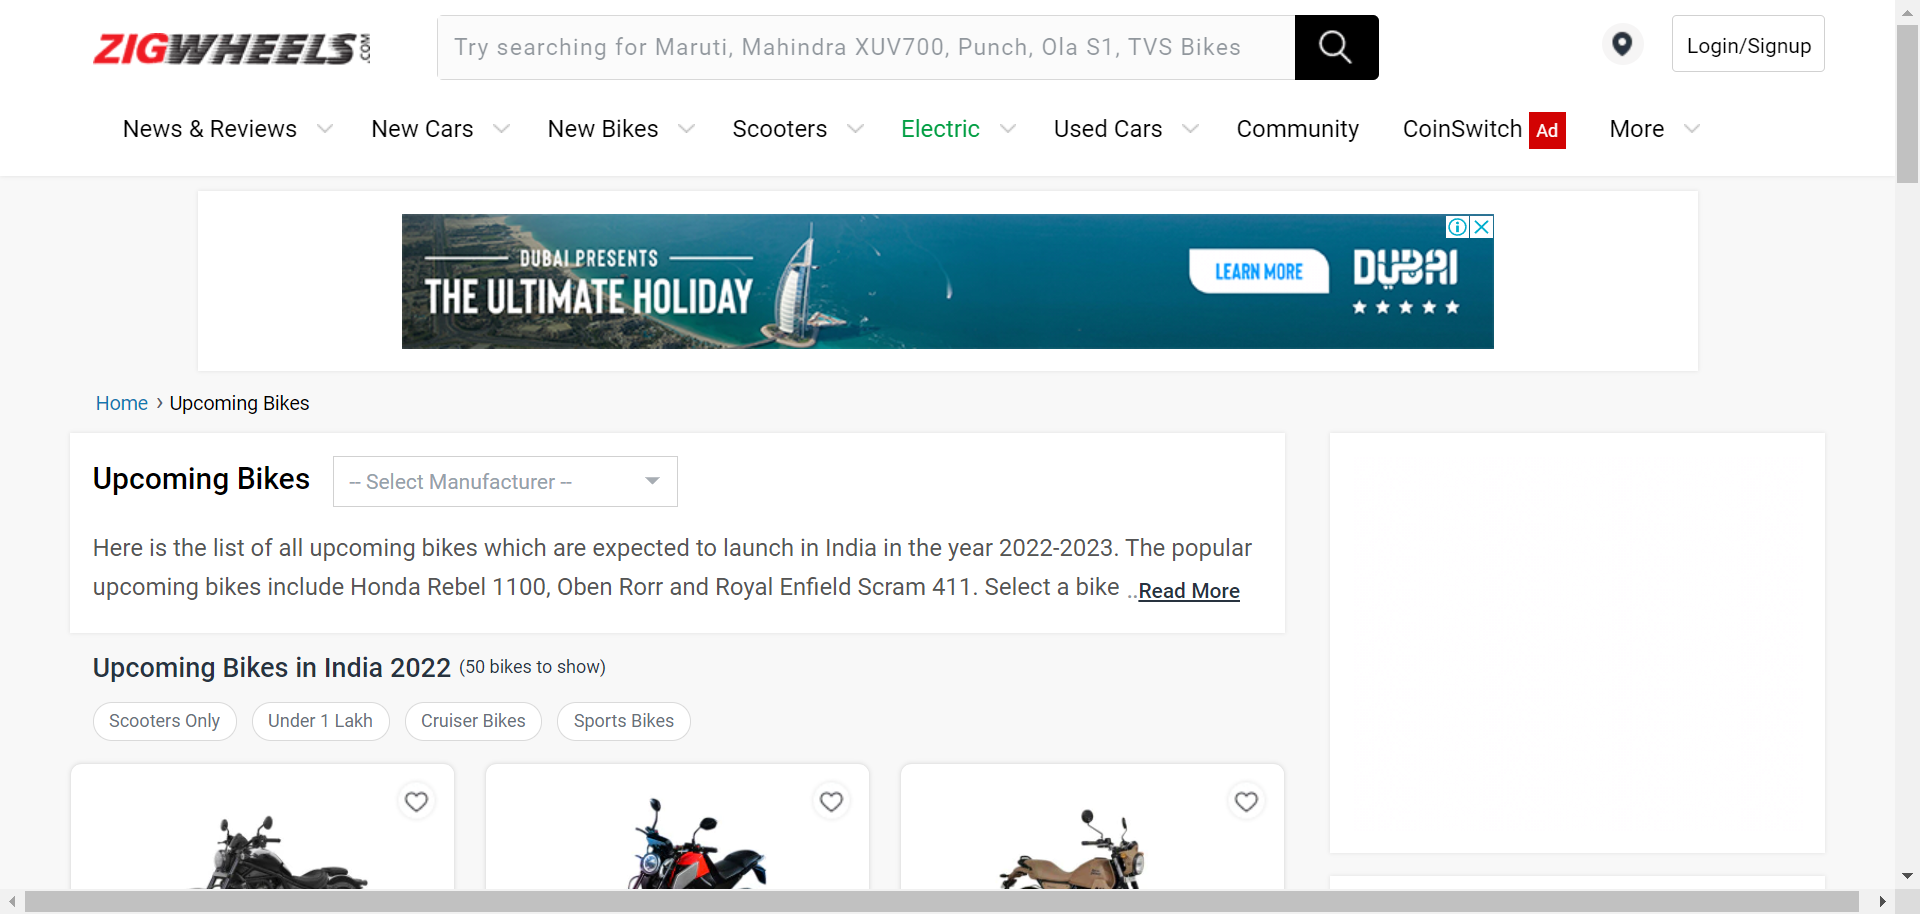 ZIGWHEELS.COM
Try searching for Maruti, Mahindra XUV700, Punch, Ola S1, TVS Bikes
Login/Signup
News & Reviews
New Cars
New Bikes
Scooters
Electric
Used Cars
Community
CoinSwitch Ad
More
DUBAI PRESENTS
THE ULTIMATE HOLIDAY
LEARN MORE
DUBAI
Home › Upcoming Bikes
Upcoming Bikes
-- Select Manufacturer --
Here is the list of all upcoming bikes which are expected to launch in India in the year 2022-2023. The popular
upcoming bikes include Honda Rebel 1100, Oben Rorr and Royal Enfield Scram 411. Select a bike ..Read More
Upcoming Bikes in India 2022 (50 bikes to show)
Scooters Only
Under 1 Lakh
Cruiser Bikes
Sports Bikes